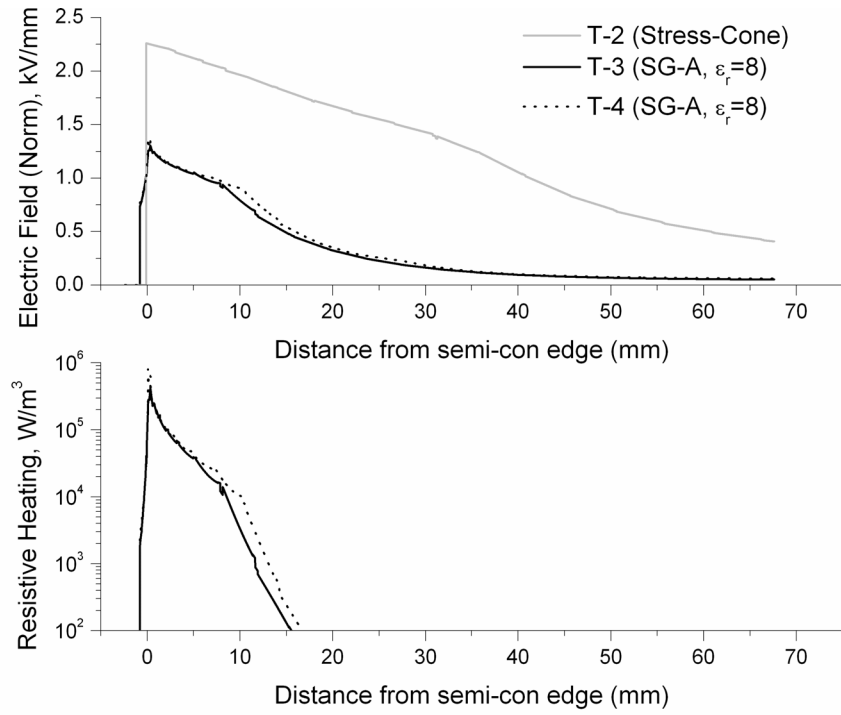 2.5
2.0
1.5
1.0
0.5
0.0
Electric Field (Norm), kV/mm
T-2 (Stress-Cone)
T-3 (SG-A, εr=8)
T-4 (SG-A, εr=8)
0 10 20 30 40 50 60 70
Distance from semi-con edge (mm)
10⁶
10⁵
10⁴
10³
10²
Resistive Heating, W/m³
0 10 20 30 40 50 60 70
Distance from semi-con edge (mm)